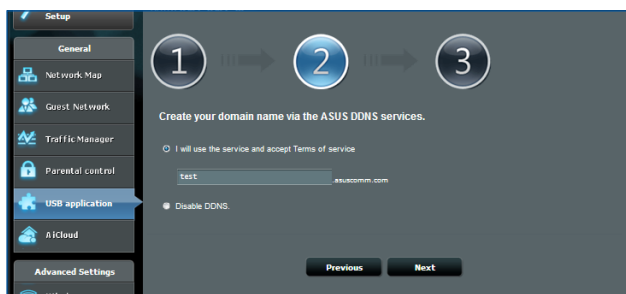 Setup
General
Network Map
Guest Network
Traffic Manager
Parental control
USB application
AiCloud
Advanced Settings
1
2
3
Create your domain name via the ASUS DDNS services.
I will use the service and accept Terms of service
test .asuscomm.com
Disable DDNS.
Previous Next